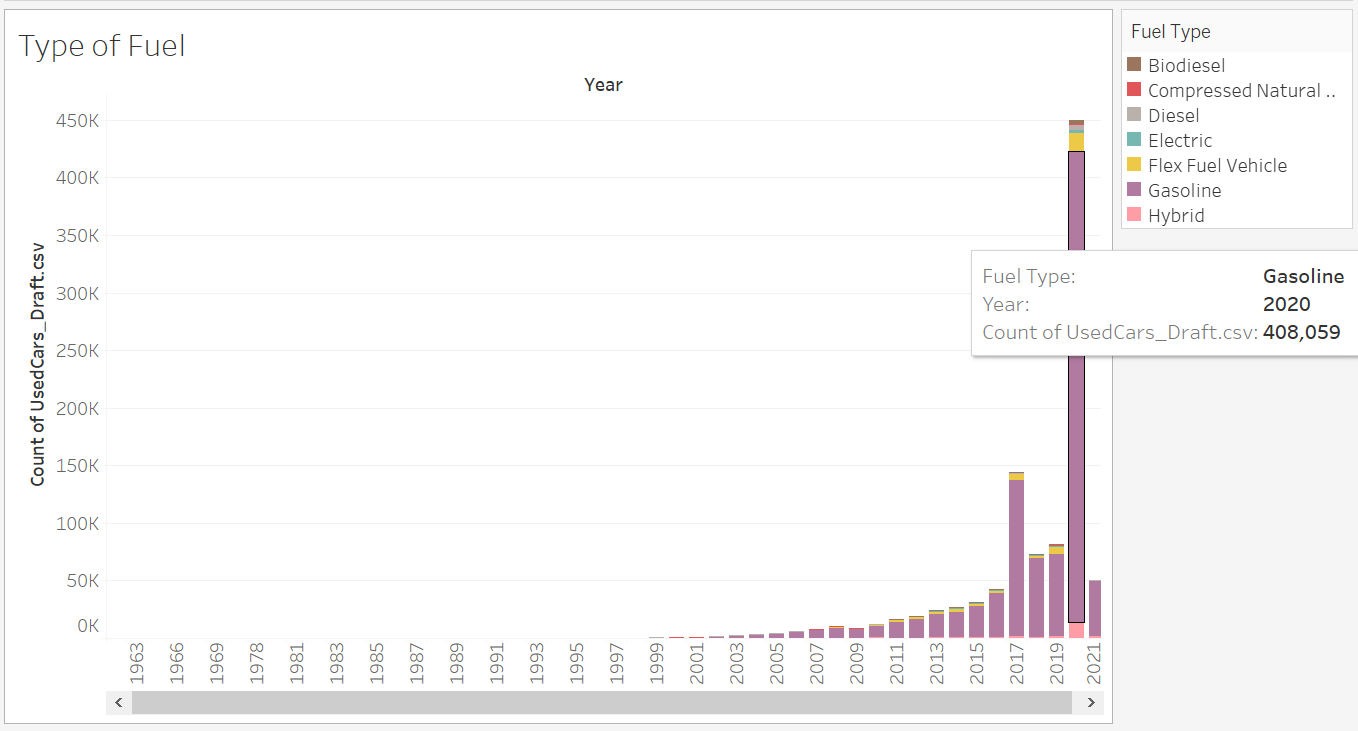 Type of Fuel
Year
Count of UsedCars_Draft.csv
450K
400K
350K
300K
250K
200K
150K
100K
50K
0K
1963
1966
1969
1978
1981
1983
1985
1987
1989
1991
1993
1995
1997
1999
2001
2003
2005
2007
2009
2011
2013
2015
2017
2019
2021
Fuel Type
Biodiesel
Compressed Natural ..
Diesel
Electric
Flex Fuel Vehicle
Gasoline
Hybrid
Fuel Type: Gasoline
Year: 2020
Count of UsedCars_Draft.csv: 408,059